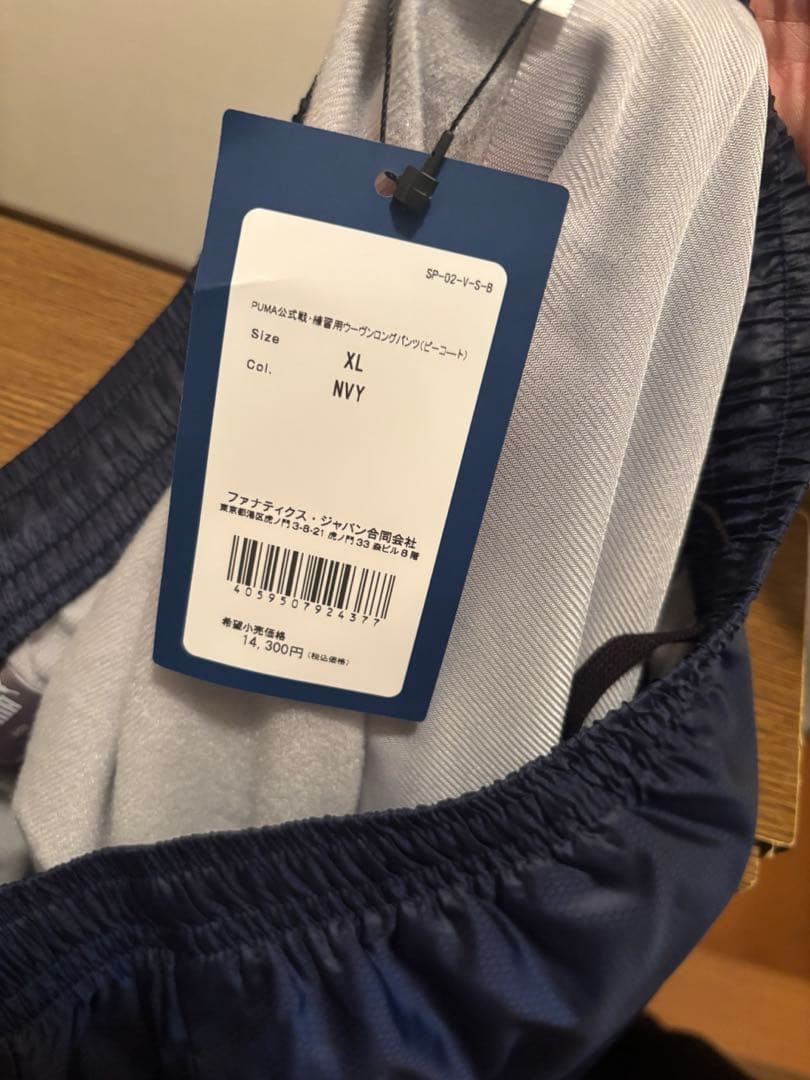 SP-02-V-S-B
PUMA公式戦・練習用ウーヴンロングパンツ(ピーコート)
Size XL
Col. NVY
ファナティクス・ジャパン合同会社
東京都港区虎ノ門3-8-21 虎ノ門33森ビル8階
4059507924377
希望小売価格
14,300円(税込価格)